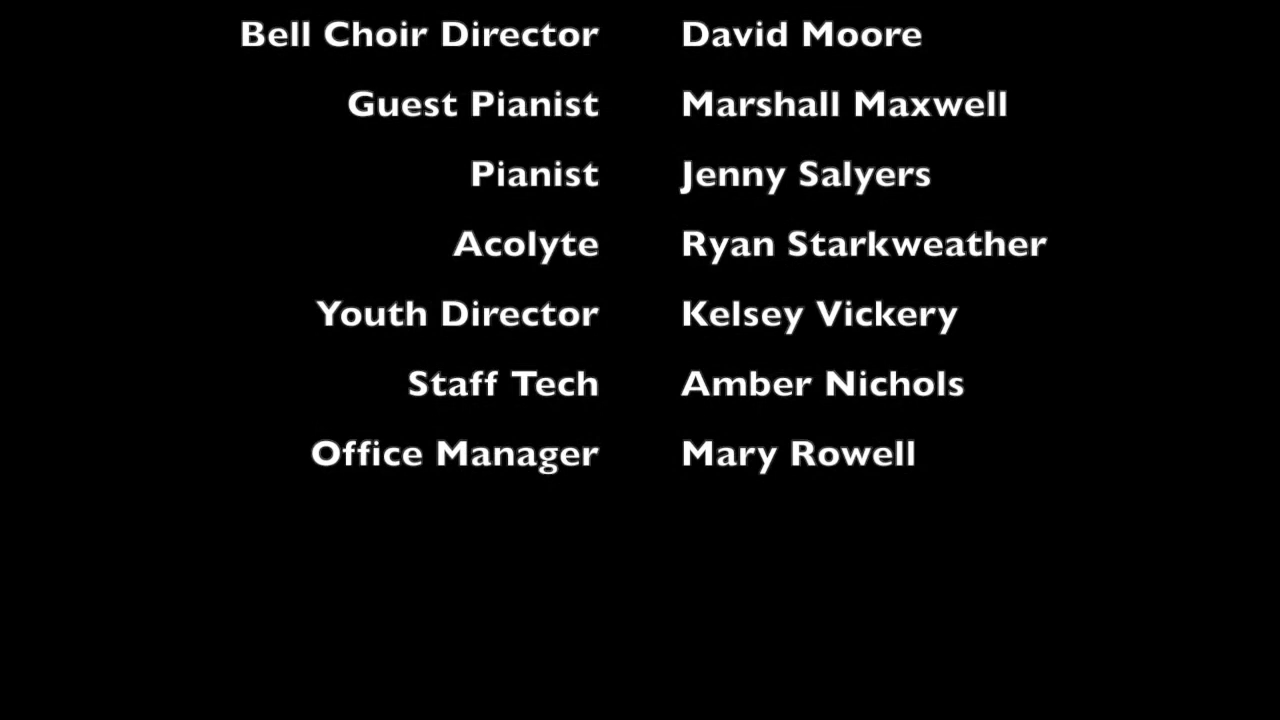 Bell Choir Director David Moore
Guest Pianist Marshall Maxwell
Pianist Jenny Salyers
Acolyte Ryan Starkweather
Youth Director Kelsey Vickery
Staff Tech Amber Nichols
Office Manager Mary Rowell